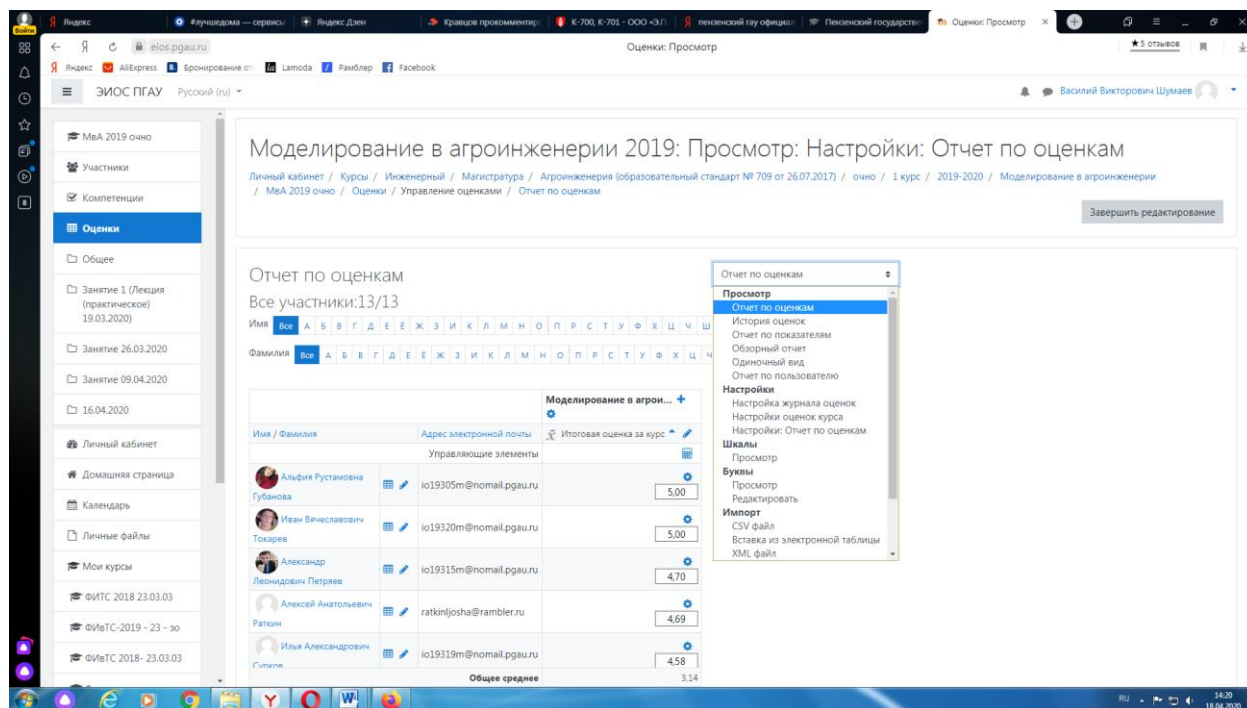 Войти
Яндекс
#лучшедома — сервисы
Яндекс Дзен
Кравцов прокомментиро
К-700, К-701 - ООО «З.П.
пензенский гау официал
Пензенский государстве
Оценки: Просмотр
eios.pgau.ru
Оценки: Просмотр
★ 5 отзывов
Яндекс
AliExpress
Бронирование от
Lamoda
Рамблер
Facebook
ЭИОС ПГАУ
Русский (ru)
Василий Викторович Шумаев
МвА 2019 очно
Участники
Компетенции
Оценки
Общее
Занятие 1 (Лекция
(практическое)
19.03.2020)
Занятие 26.03.2020
Занятие 09.04.2020
16.04.2020
Личный кабинет
Домашняя страница
Календарь
Личные файлы
Мои курсы
ФИТС 2018 23.03.03
ФИвТС-2019 - 23 - зо
ФИвТС 2018- 23.03.03
Моделирование в агроинженерии 2019: Просмотр: Настройки: Отчет по оценкам
Личный кабинет / Курсы / Инженерный / Магистратура / Агроинженерия (образовательный стандарт № 709 от 26.07.2017) / очно / 1 курс / 2019-2020 / Моделирование в агроинженерии
/ МвА 2019 очно / Оценки / Управление оценками / Отчет по оценкам
Завершить редактирование
Отчет по оценкам
Все участники:13/13
Имя Все А Б В Г Д Е Ё Ж З И К Л М Н О П Р С Т У Ф Х Ц Ч Ш
Фамилия Все А Б В Г Д Е Ё Ж З И К Л М Н О П Р С Т У Ф Х Ц Ч
Отчет по оценкам
Просмотр
Отчет по оценкам
История оценок
Отчет по показателям
Обзорный отчет
Одиночный вид
Отчет по пользователю
Настройки
Настройка журнала оценок
Настройки оценок курса
Настройки: Отчет по оценкам
Шкалы
Просмотр
Буквы
Просмотр
Редактировать
Импорт
CSV файл
Вставка из электронной таблицы
XML файл
Моделирование в агрои...
Имя / Фамилия
Адрес электронной почты
Итоговая оценка за курс
Управляющие элементы
Альфия Рустамовна
Губанова
io19305m@nomail.pgau.ru
5,00
Иван Вячеславович
Токарев
io19320m@nomail.pgau.ru
5,00
Александр
Леонидович Петряев
io19315m@nomail.pgau.ru
4,70
Алексей Анатольевич
Раткин
ratkinljosha@rambler.ru
4,69
Илья Александрович
io19319m@nomail.pgau.ru
4,58
Общее среднее
3,14
RU
14:20
18.04.2020